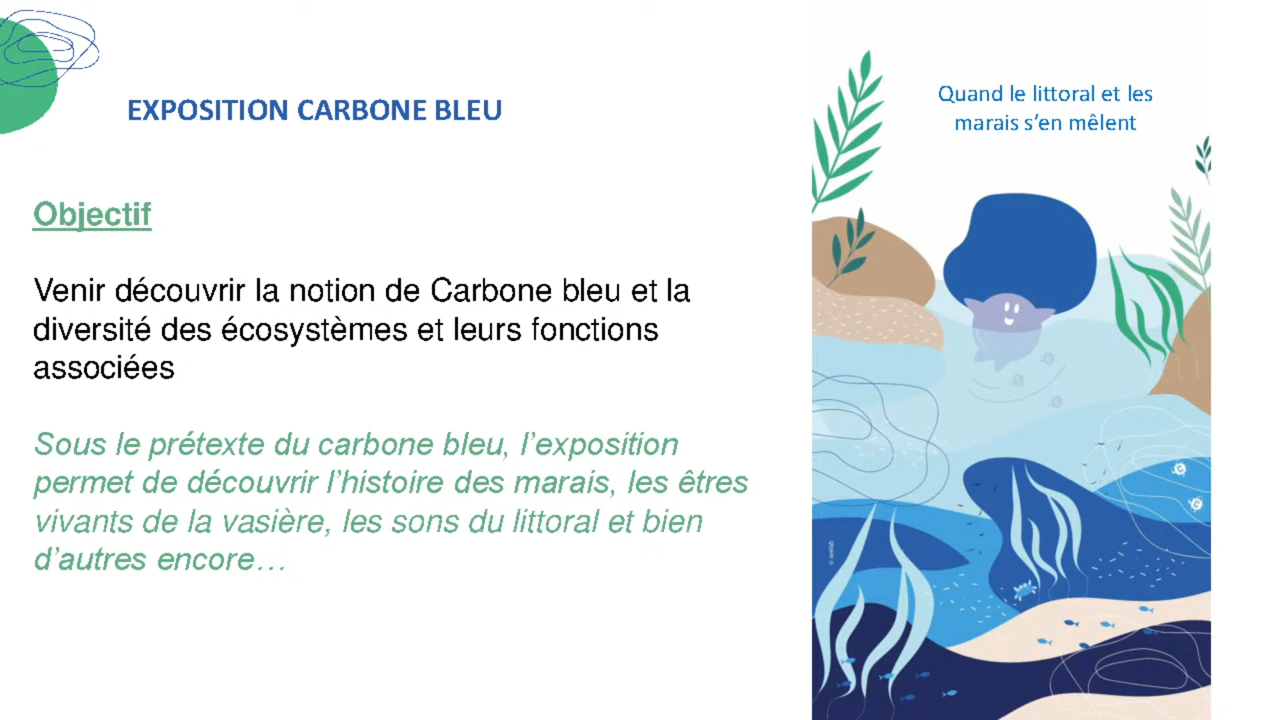 EXPOSITION CARBONE BLEU
Objectif
Venir découvrir la notion de Carbone bleu et la
diversité des écosystèmes et leurs fonctions
associées
Sous le prétexte du carbone bleu, l’exposition
permet de découvrir l’histoire des marais, les êtres
vivants de la vasière, les sons du littoral et bien
d’autres encore…
Quand le littoral et les
marais s’en mêlent